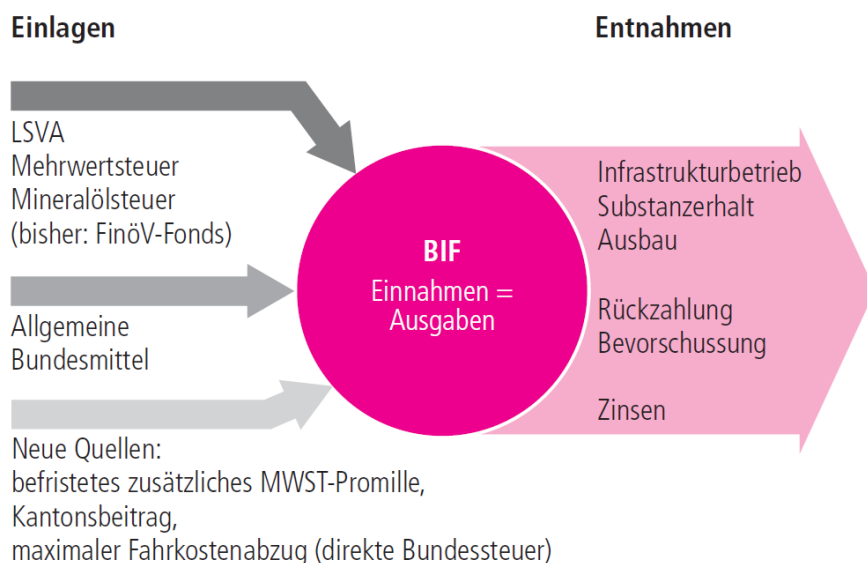 Einlagen
LSVA
Mehrwertsteuer
Mineralölsteuer
(bisher: FinöV-Fonds)
Allgemeine
Bundesmittel
Neue Quellen:
befristetes zusätzliches MWST-Promille,
Kantonsbeitrag,
maximaler Fahrkostenabzug (direkte Bundessteuer)
BIF
Einnahmen =
Ausgaben
Entnahmen
Infrastrukturbetrieb
Substanzerhalt
Ausbau
Rückzahlung
Bevorschussung
Zinsen